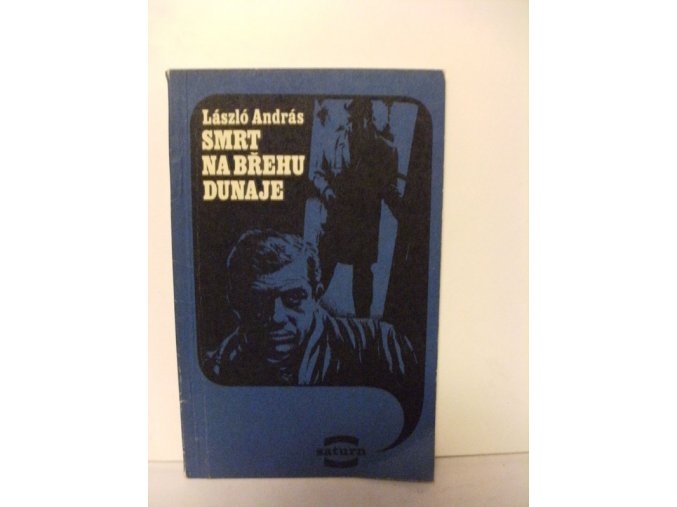 László András
SMRT
NA BŘEHU
DUNAJE
saturn